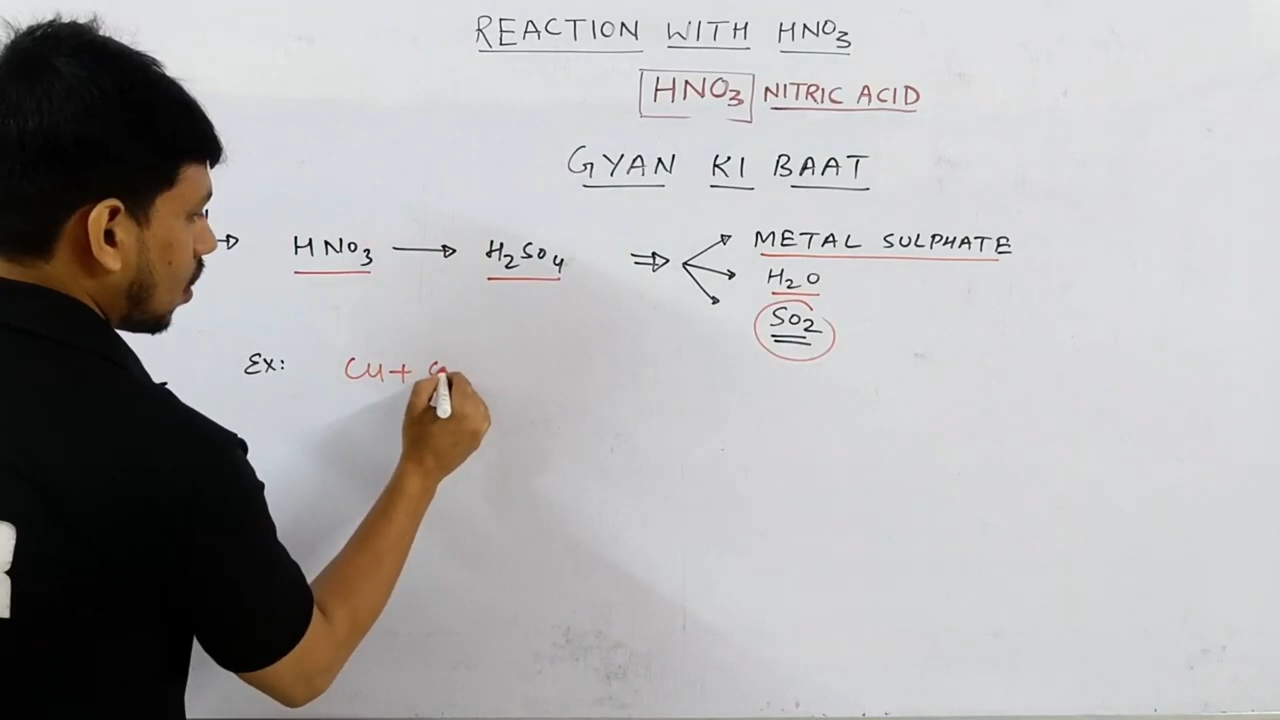 REACTION WITH HNO3
HNO3 NITRIC ACID
GYAN KI BAAT
HNO3 → H2SO4 ⇒ METAL SULPHATE
H2O
SO2
Ex: Cu +